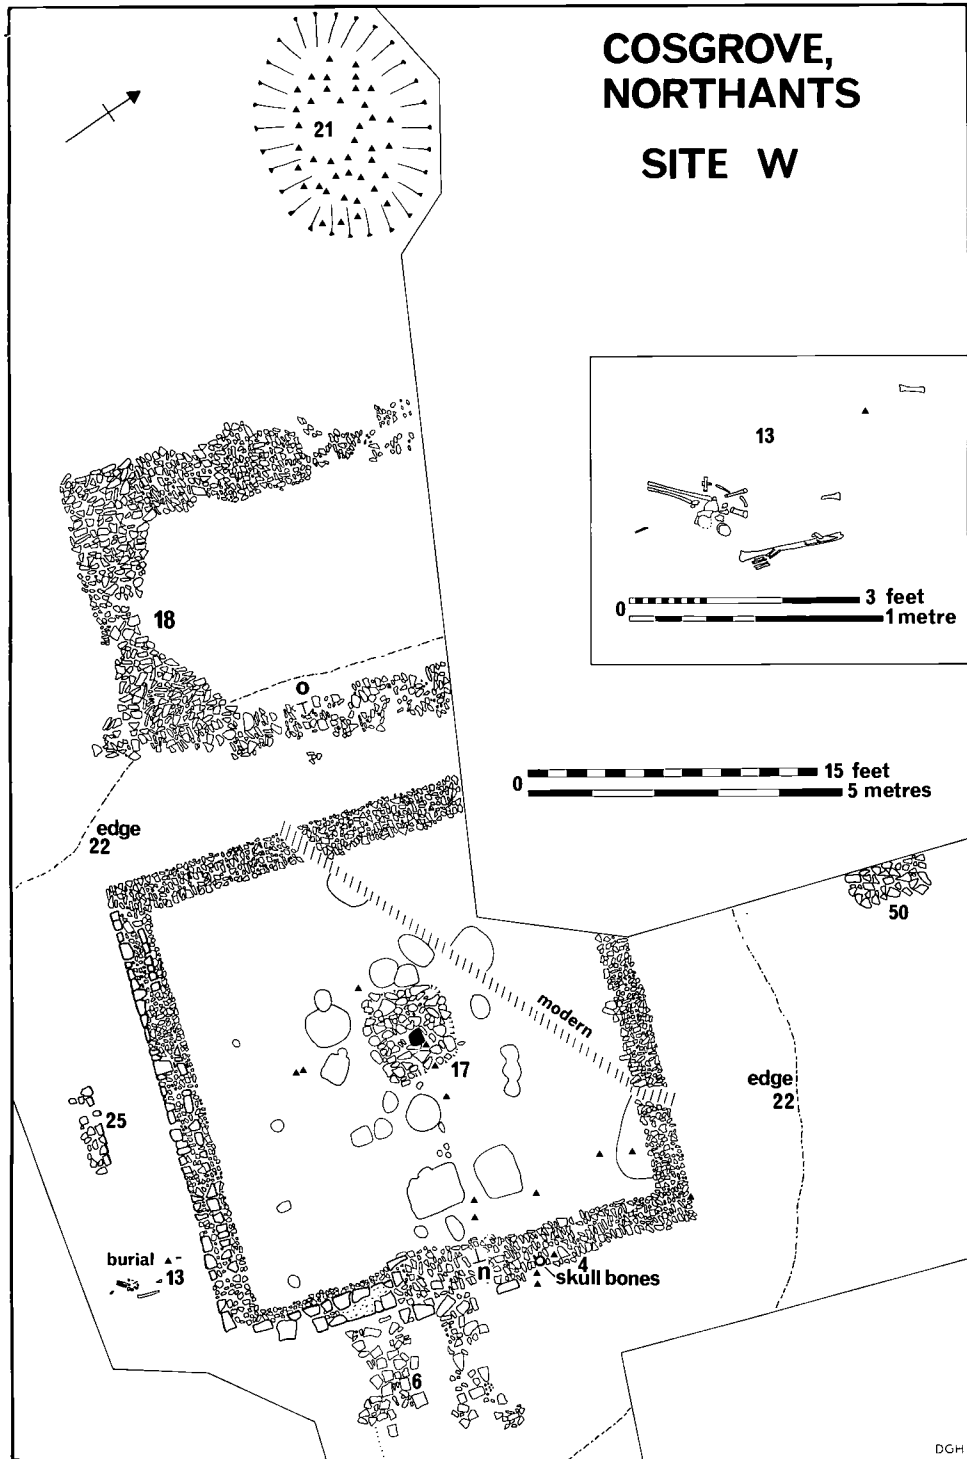 COSGROVE,
NORTHANTS
SITE W
21
13
0
3 feet
1 metre
18
o
0
15 feet
5 metres
edge
22
50
modern
17
edge
22
25
burial
13
n
4
skull bones
6
DGH